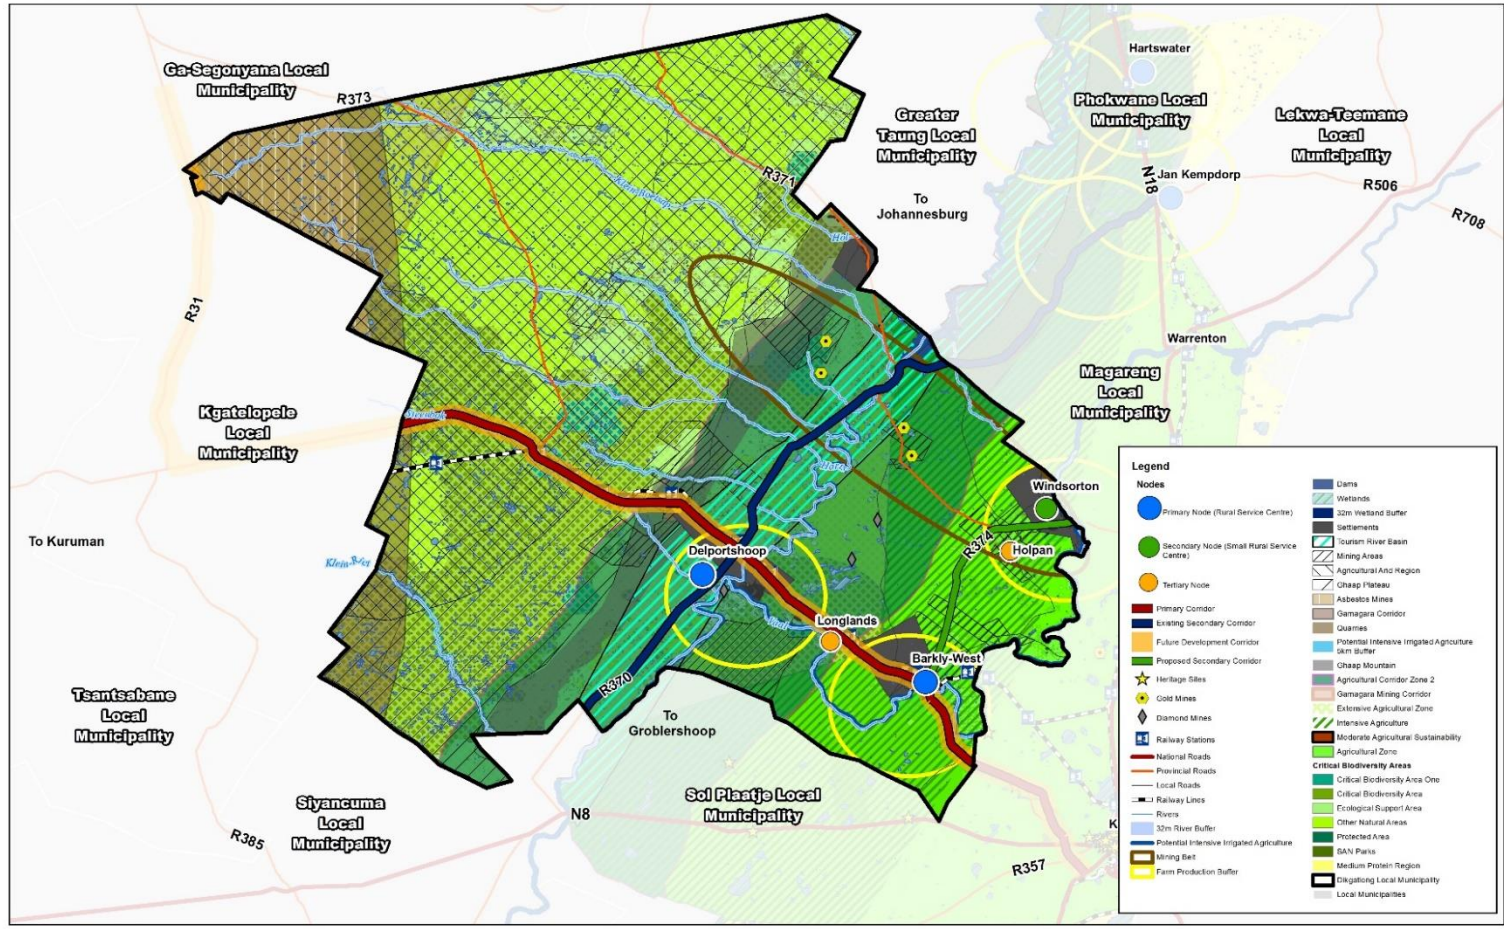 Hartswater
Ga-Segonyana Local
Municipality
R373
Phokwane Local
Municipality
Greater
Taung Local
Municipality
Lekwa-Teemane
Local
Municipality
R371
N18
Jan Kempdorp
R506
To
Johannesburg
R708
Hol
R31
Warrenton
Magareng
Local
Municipality
Kgatelopele
Local
Municipality
Steenbok
Windsorton
To Kuruman
R374
Holpan
Delportshoop
Klein-Riet
Longlands
Vaal
Barkly-West
R370
Tsantsabane
Local
Municipality
To
Groblershoop
Siyancuma
Local
Municipality
Sol Plaatje Local
Municipality
N8
R385
K
R357
Legend
Nodes
Primary Node (Rural Service Centre)
Secondary Node (Small Rural Service
Centre)
Tertiary Node
Primary Corridor
Existing Secondary Corridor
Future Development Corridor
Proposed Secondary Corridor
Heritage Sites
Gold Mines
Diamond Mines
Railway Stations
National Roads
Provincial Roads
Local Roads
Railway Lines
Rivers
32m River Buffer
Potential Intensive Irrigated Agriculture
Mining Belt
Farm Production Buffer
Dams
Wetlands
32m Wetland Buffer
Settlements
Tourism River Basin
Mining Areas
Agricultural And Region
Ghaap Plateau
Asbestos Mines
Gamagara Corridor
Quarries
Potential Intensive Irrigated Agriculture
5km Buffer
Ghaap Mountain
Agricultural Corridor Zone 2
Gamagara Mining Corridor
Extensive Agricultural Zone
Intensive Agriculture
Moderate Agricultural Sustainability
Agricultural Zone
Critical Biodiversity Areas
Critical Biodiversity Area One
Critical Biodiversity Area
Ecological Support Area
Other Natural Areas
Protected Area
SAN Parks
Medium Protein Region
Dikgatlong Local Municipality
Local Municipalities